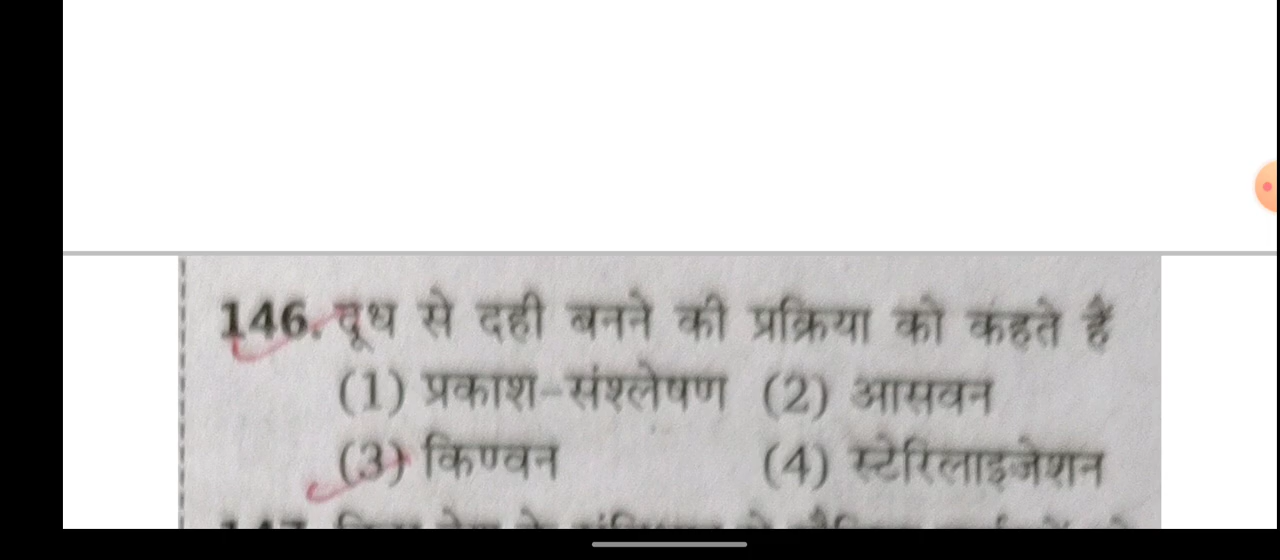 146. दूध से दही बनने की प्रक्रिया को कहते हैं
(1) प्रकाश-संश्लेषण (2) आसवन
(3) किण्वन (4) स्टेरिलाइजेशन